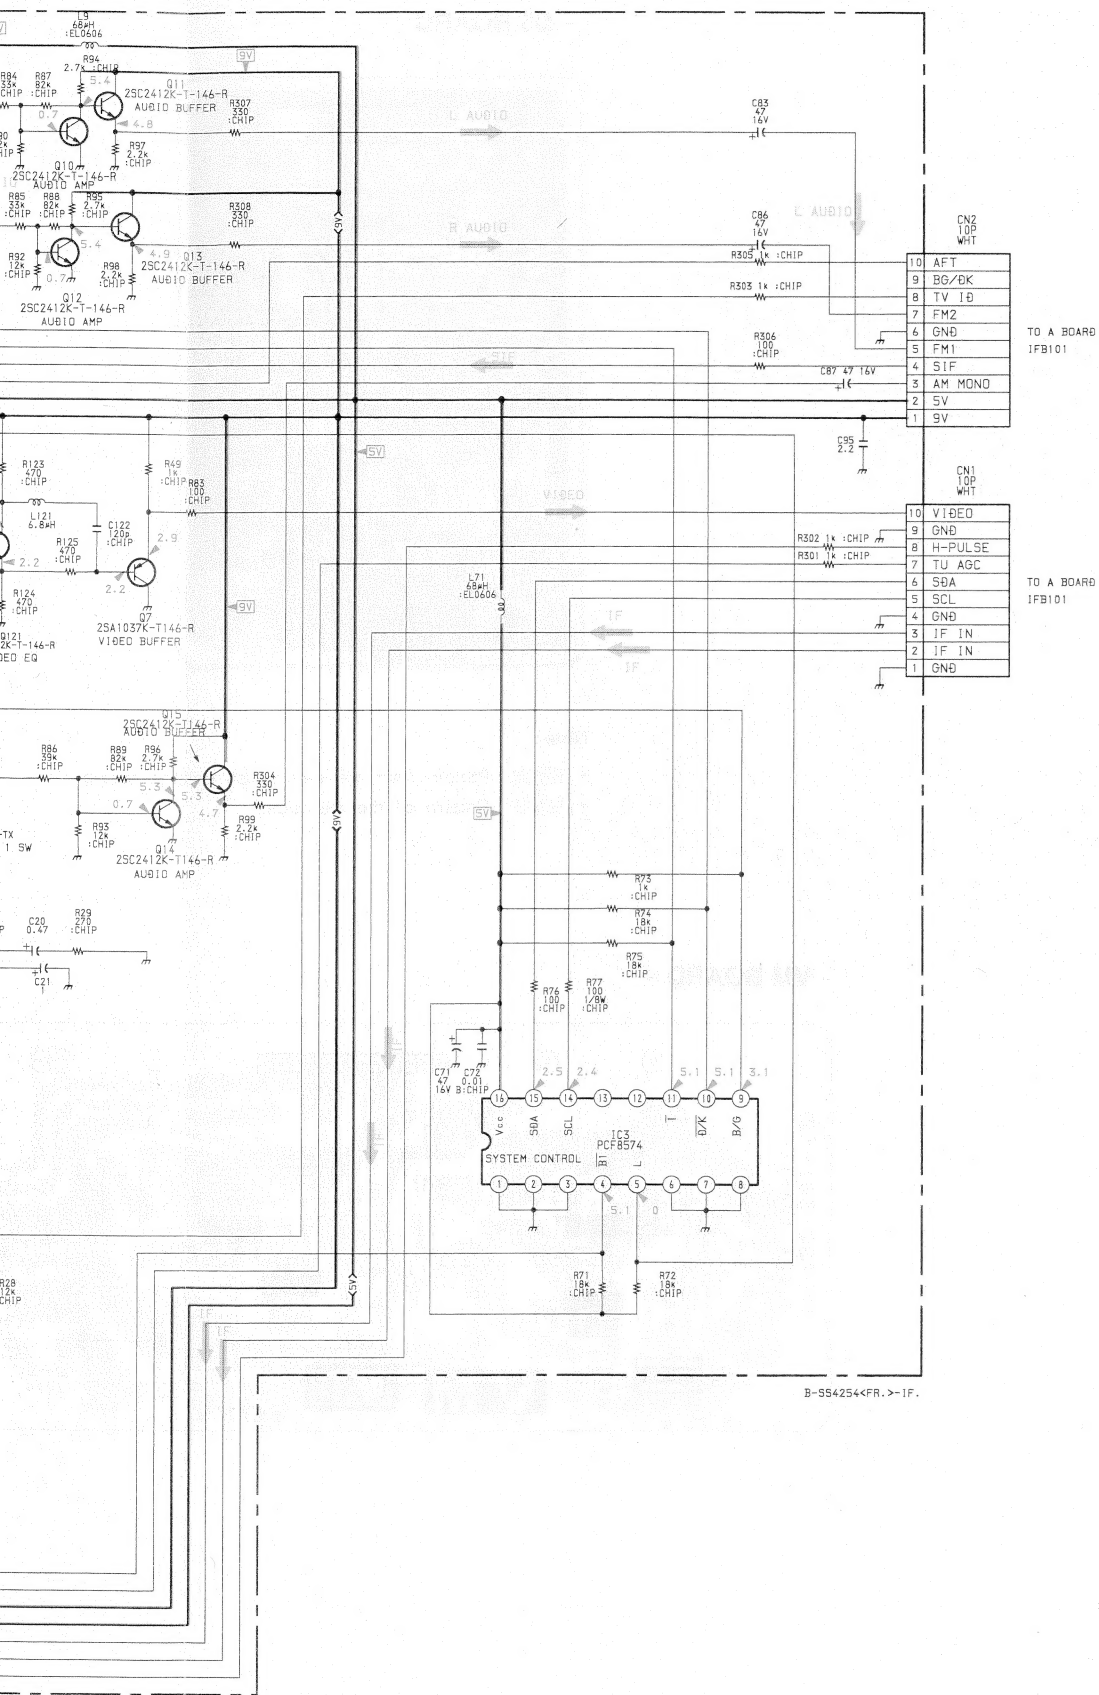 L9
68μH
:EL0606
R94
2.7k :CHIP
5.4
9V
R84
33k
:CHIP
R87
82k
:CHIP
Q11
2SC2412K-T-146-R
AUDIO BUFFER
0.7
4.8
R307
330
:CHIP
L AUDIO
C83
47
16V
R97
2.2k
:CHIP
Q10
2SC2412K-T-146-R
AUDIO AMP
R85
33k
:CHIP
R88
82k
:CHIP
R95
2.7k
:CHIP
9V
R308
330
:CHIP
R AUDIO
C86
47
16V
L AUDIO
5.4
4.9
Q13
2SC2412K-T-146-R
AUDIO BUFFER
R92
12k
:CHIP
0.7
R98
2.2k
:CHIP
R305 1k :CHIP
Q12
2SC2412K-T-146-R
AUDIO AMP
R303 1k :CHIP
CN2
10P
WHT
10 AFT
9 BG/DK
8 TV ID
7 FM2
6 GND
5 FM1
4 SIF
3 AM MONO
2 5V
1 9V
TO A BOARD
IFB101
R306
100
:CHIP
SIF
C87 47 16V
C95
2.2
5V
R123
470
:CHIP
R49
1k
:CHIP
R83
100
:CHIP
L121
6.8μH
C122
120p
:CHIP
VIDEO
R125
470
:CHIP
2.9
2.2
2.2
R124
470
:CHIP
Q7
2SA1037K-T146-R
VIDEO BUFFER
9V
Q121
2K-T-146-R
DEO EQ
CN1
10P
WHT
10 VIDEO
9 GND
8 H-PULSE
7 TU AGC
6 SDA
5 SCL
4 GND
3 IF IN
2 IF IN
1 GND
TO A BOARD
IFB101
R302 1k :CHIP
R301 1k :CHIP
L71
68μH
:EL0606
IF
IF
Q15
2SC2412K-T146-R
AUDIO BUFFER
R86
39k
:CHIP
R89
82k
:CHIP
R96
2.7k
:CHIP
5.3
5.3
0.7
4.7
R304
330
:CHIP
R93
12k
:CHIP
R99
2.2k
:CHIP
Q14
2SC2412K-T146-R
AUDIO AMP
-TX
1 SW
9V
5V
C20
0.47
R29
270
:CHIP
C21
1
R73
1k
:CHIP
R74
18k
:CHIP
R75
18k
:CHIP
R76
100
:CHIP
R77
100
1/8W
:CHIP
C71
47
16V
C72
0.01
B:CHIP
IF
IF
2.5
2.4
5.1
5.1
3.1
16 15 14 13 12 11 10 9
Vcc SDA SCL I D/K B/G
IC3
PCF8574
SYSTEM CONTROL
B1 L
1 2 3 4 5 6 7 8
5.1
0
R28
12k
CHIP
5V
R71
18k
:CHIP
R72
18k
:CHIP
IF
IF
B-SS4254<FR.>-IF.